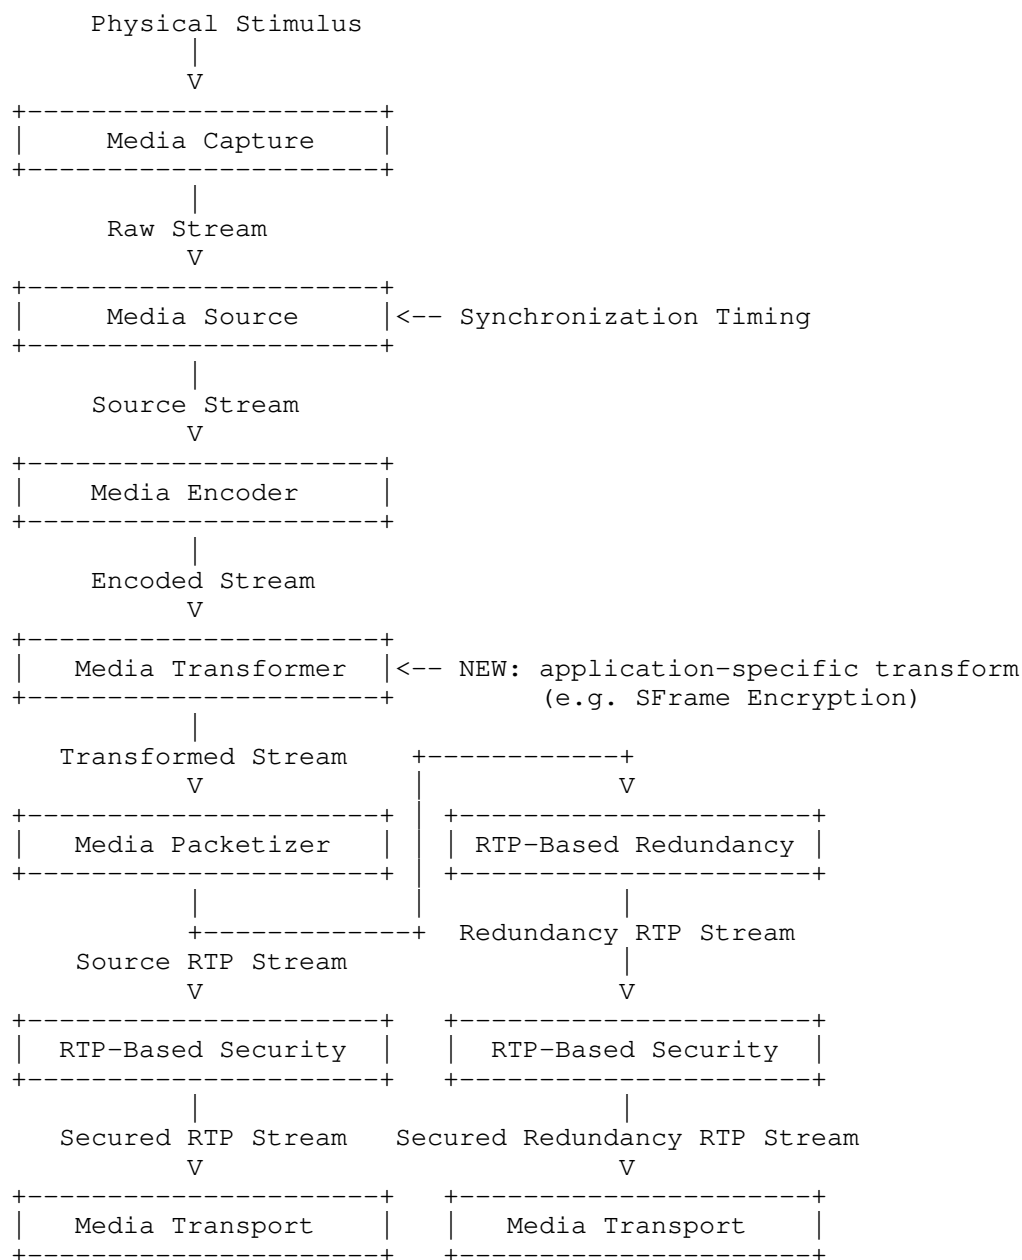 Physical Stimulus
|
V
+----------------------+
| Media Capture |
+----------------------+
|
Raw Stream
V
+----------------------+
| Media Source |<-- Synchronization Timing
+----------------------+
|
Source Stream
V
+----------------------+
| Media Encoder |
+----------------------+
|
Encoded Stream
V
+----------------------+
| Media Transformer |<-- NEW: application-specific transform
+----------------------+ (e.g. SFrame Encryption)
|
Transformed Stream +------------+
V | V
+----------------------+ | +----------------------+
| Media Packetizer | | | RTP-Based Redundancy |
+----------------------+ | +----------------------+
| | |
+-------------+ Redundancy RTP Stream
Source RTP Stream |
V V
+----------------------+ +----------------------+
| RTP-Based Security | | RTP-Based Security |
+----------------------+ +----------------------+
| |
Secured RTP Stream Secured Redundancy RTP Stream
V V
+----------------------+ +----------------------+
| Media Transport | | Media Transport |
+----------------------+ +----------------------+